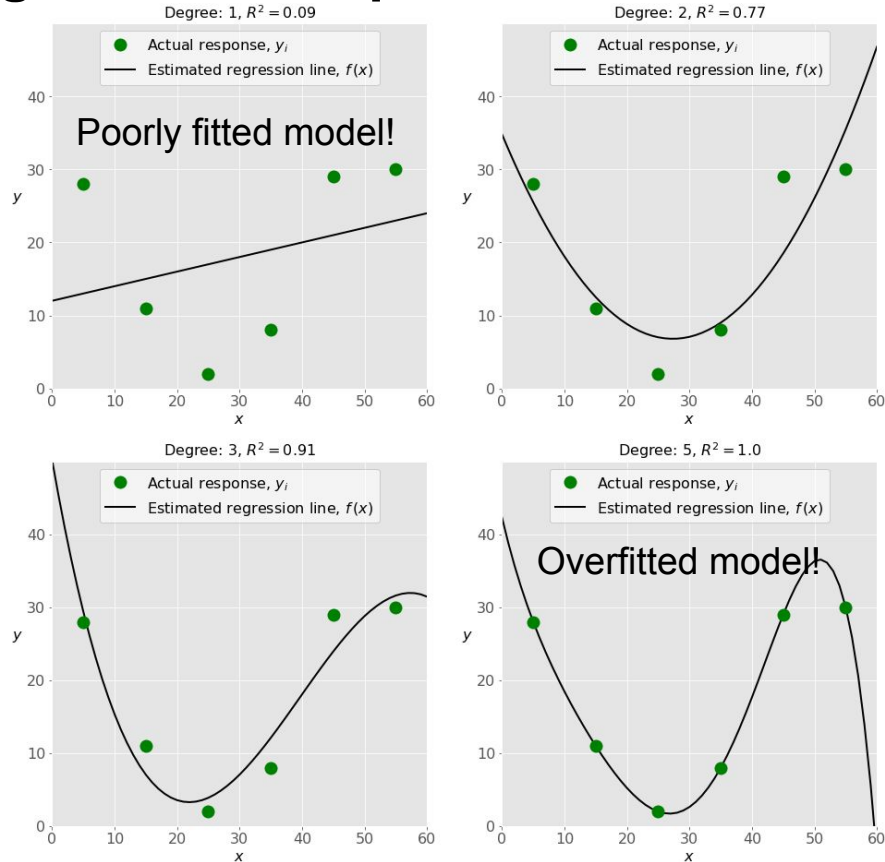 Degree: 1, R² = 0.09
Actual response, yᵢ
Estimated regression line, f(x)
Poorly fitted model!
40
30
20
10
0
y
0 10 20 30 40 50 60
x
Degree: 2, R² = 0.77
Actual response, yᵢ
Estimated regression line, f(x)
40
30
20
10
0
y
0 10 20 30 40 50 60
x
Degree: 3, R² = 0.91
Actual response, yᵢ
Estimated regression line, f(x)
40
30
20
10
0
y
0 10 20 30 40 50 60
x
Degree: 5, R² = 1.0
Actual response, yᵢ
Estimated regression line, f(x)
Overfitted model!
40
30
20
10
0
y
0 10 20 30 40 50 60
x